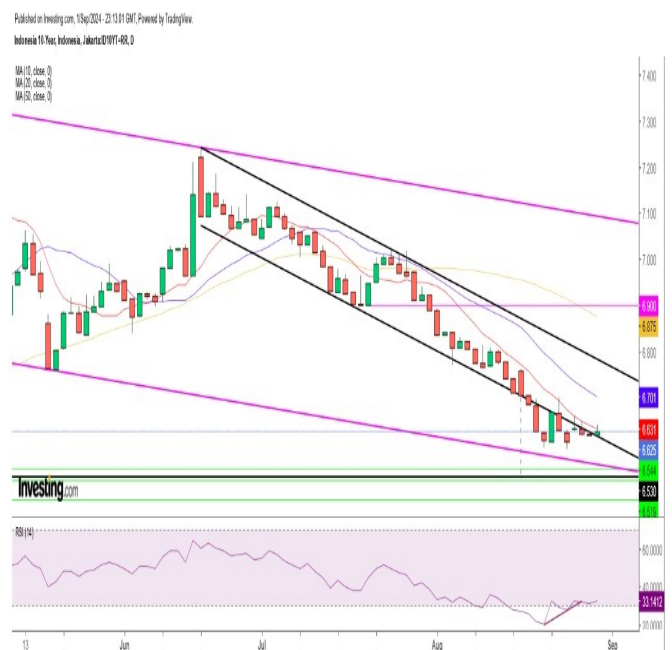 Published on Investing.com, 1/Sep/2024 - 23:13:01 GMT, Powered by TradingView.
Indonesia 10-Year, Indonesia, Jakarta:ID10YT=RR, D
MA (10, close, 0)
MA (20, close, 0)
MA (50, close, 0)
7.400
7.300
7.200
7.100
7.000
6.900
6.875
6.800
6.701
6.631
6.625
6.544
6.530
6.519
Investing.com
RSI (14)
60.0000
40.0000
33.1412
20.0000
13
Jun
Jul
Aug
Sep